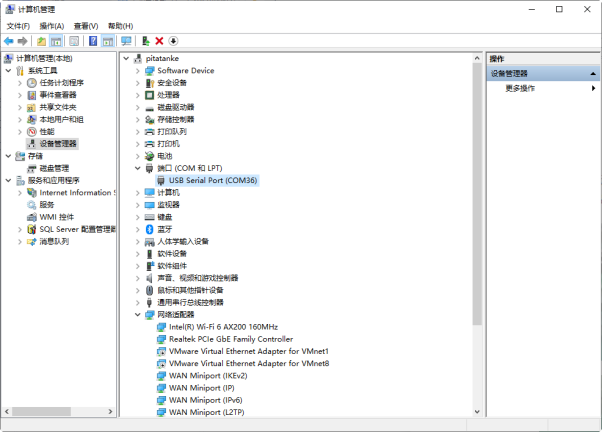 计算机管理
文件(F) 操作(A) 查看(V) 帮助(H)
计算机管理(本地)
系统工具
任务计划程序
事件查看器
共享文件夹
本地用户和组
性能
设备管理器
存储
磁盘管理
服务和应用程序
Internet Information S
服务
WMI 控件
SQL Server 配置管理器
消息队列
pitatanke
Software Device
安全设备
处理器
磁盘驱动器
存储控制器
打印队列
打印机
电池
端口 (COM 和 LPT)
USB Serial Port (COM36)
计算机
监视器
键盘
蓝牙
人体学输入设备
软件设备
软件组件
声音、视频和游戏控制器
鼠标和其他指针设备
通用串行总线控制器
网络适配器
Intel(R) Wi-Fi 6 AX200 160MHz
Realtek PCIe GbE Family Controller
VMware Virtual Ethernet Adapter for VMnet1
VMware Virtual Ethernet Adapter for VMnet8
WAN Miniport (IKEv2)
WAN Miniport (IP)
WAN Miniport (IPv6)
WAN Miniport (L2TP)
操作
设备管理器
更多操作